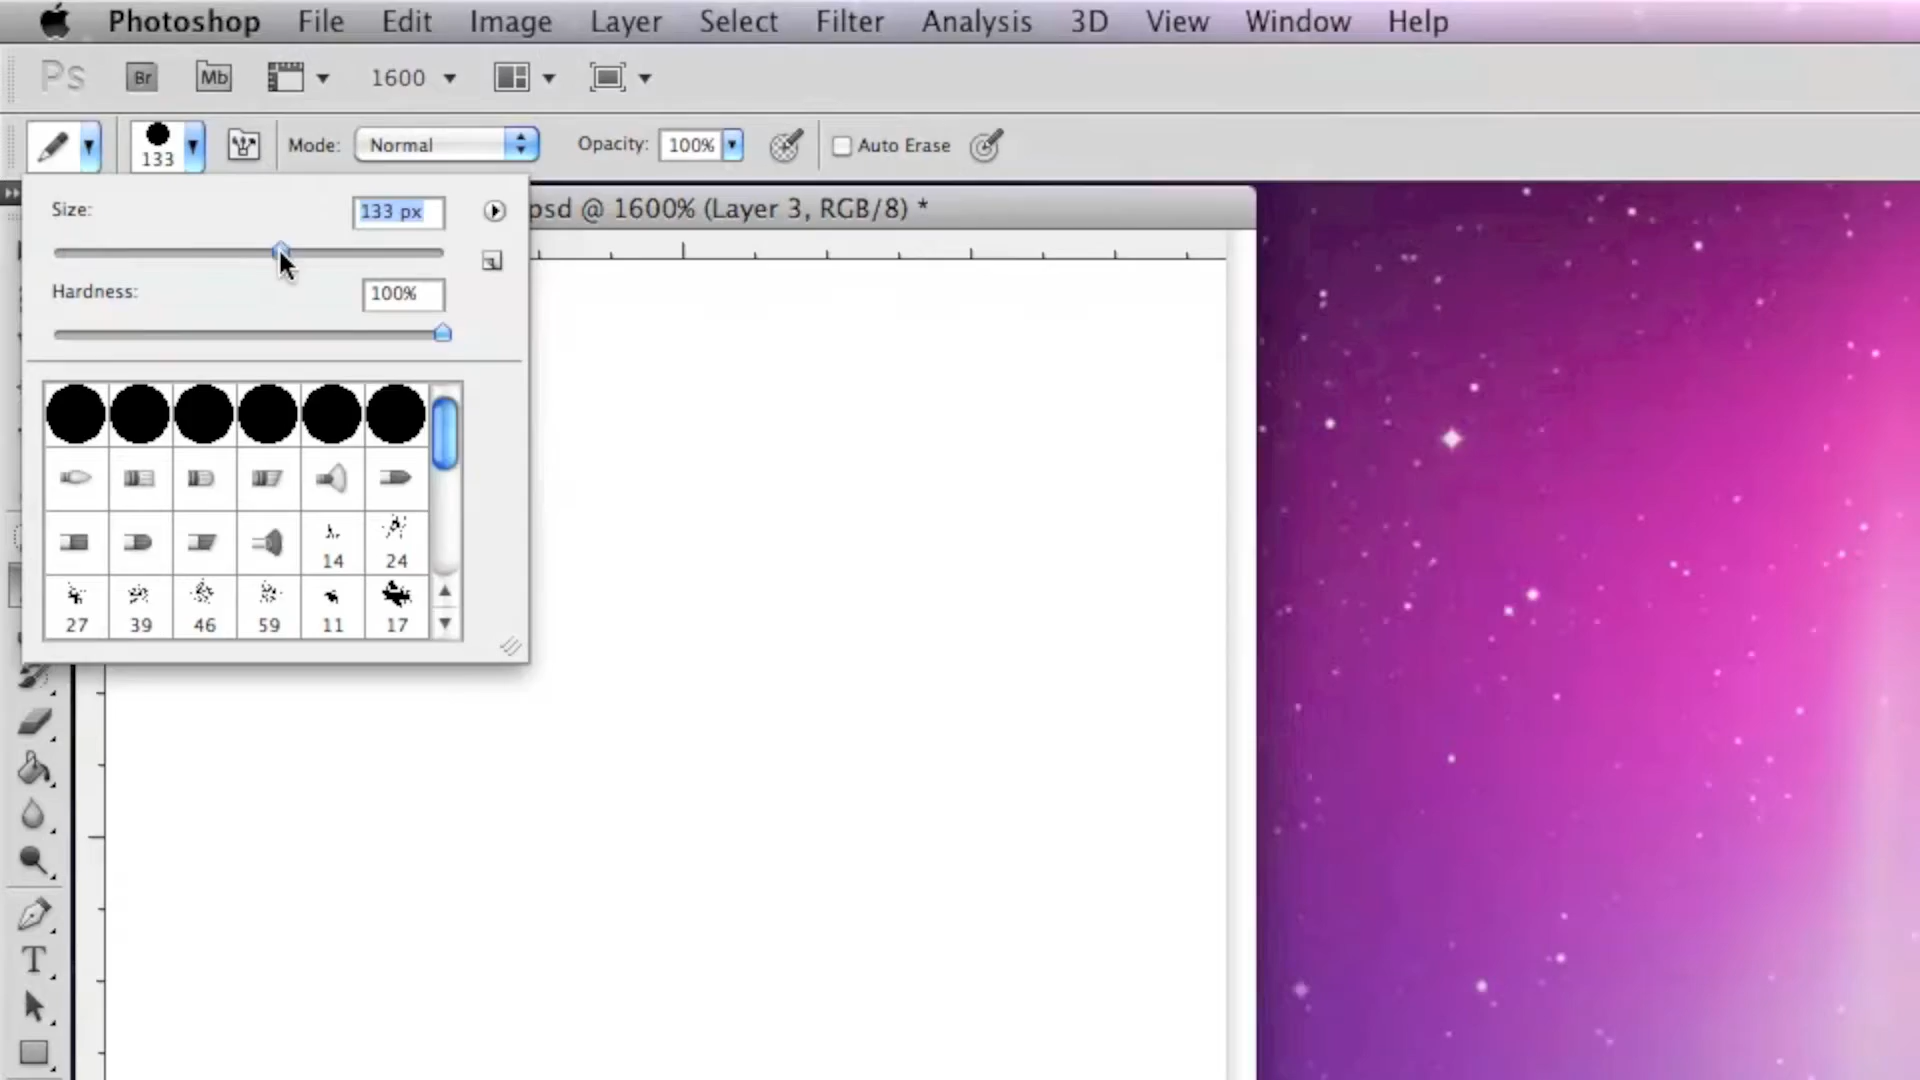 Photoshop File Edit Image Layer Select Filter Analysis 3D View Window Help
Ps Br Mb 1600
133 Mode: Normal Opacity: 100% Auto Erase
psd @ 1600% (Layer 3, RGB/8) *
Size: 133 px
Hardness: 100%
14 24
27 39 46 59 11 17
T